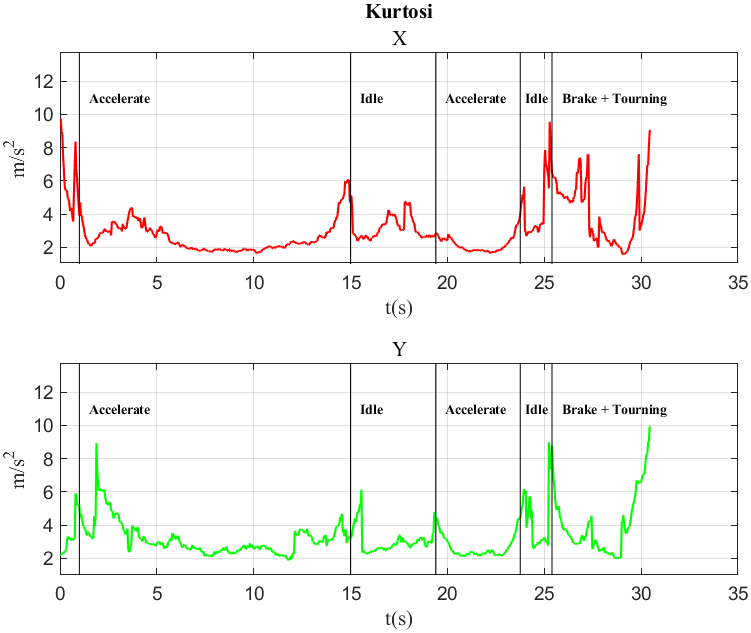 Kurtosi
X
12
10
8
6
4
2
m/s²
Accelerate
Idle
Accelerate
Idle
Brake + Tourning
0 5 10 15 20 25 30 35
t(s)
Y
12
10
8
6
4
2
m/s²
Accelerate
Idle
Accelerate
Idle
Brake + Tourning
0 5 10 15 20 25 30 35
t(s)